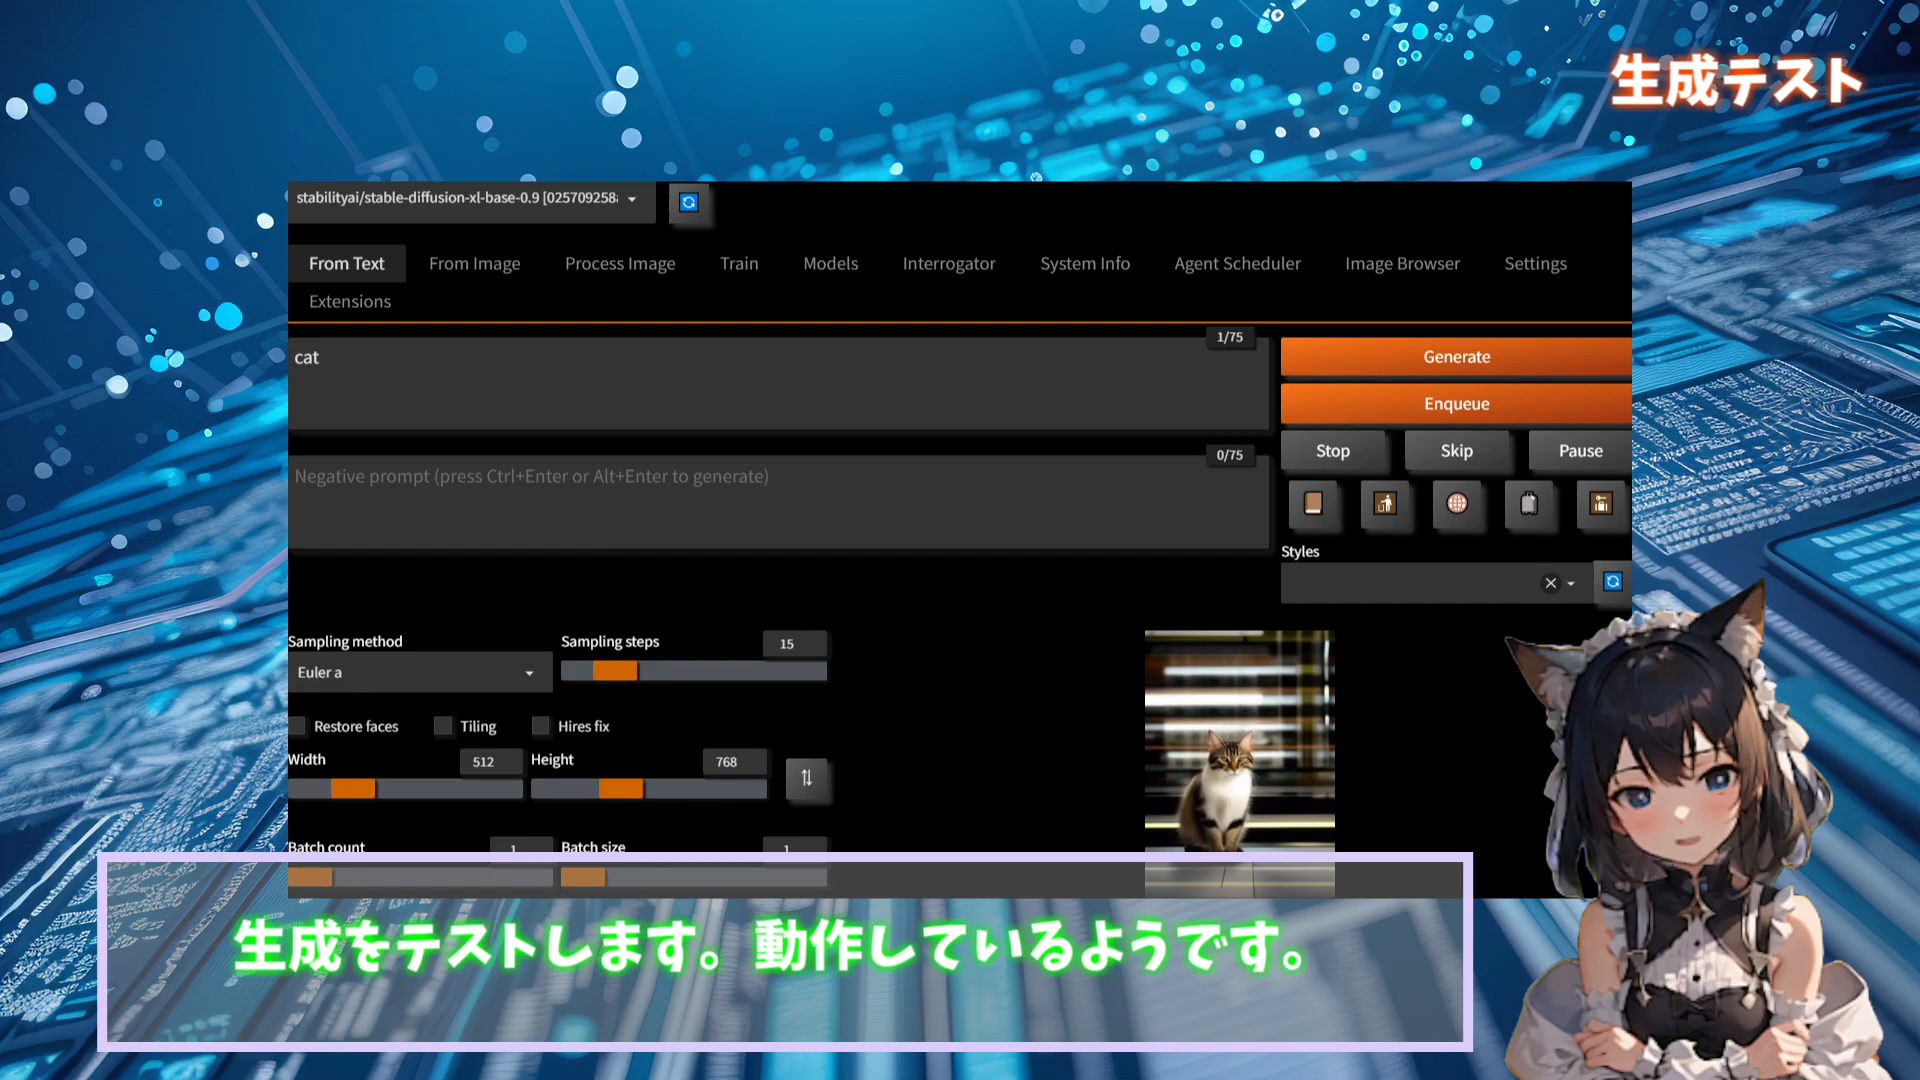 生成テスト
stabilityai/stable-diffusion-xl-base-0.9 [025709258
From Text From Image Process Image Train Models Interrogator System Info Agent Scheduler Image Browser Settings
Extensions
1/75
cat
Generate
Enqueue
0/75
Stop Skip Pause
Negative prompt (press Ctrl+Enter or Alt+Enter to generate)
Styles
Sampling method Sampling steps 15
Euler a
Restore faces Tiling Hires fix
Width 512 Height 768
Batch count 1 Batch size 1
生成をテストします。動作しているようです。